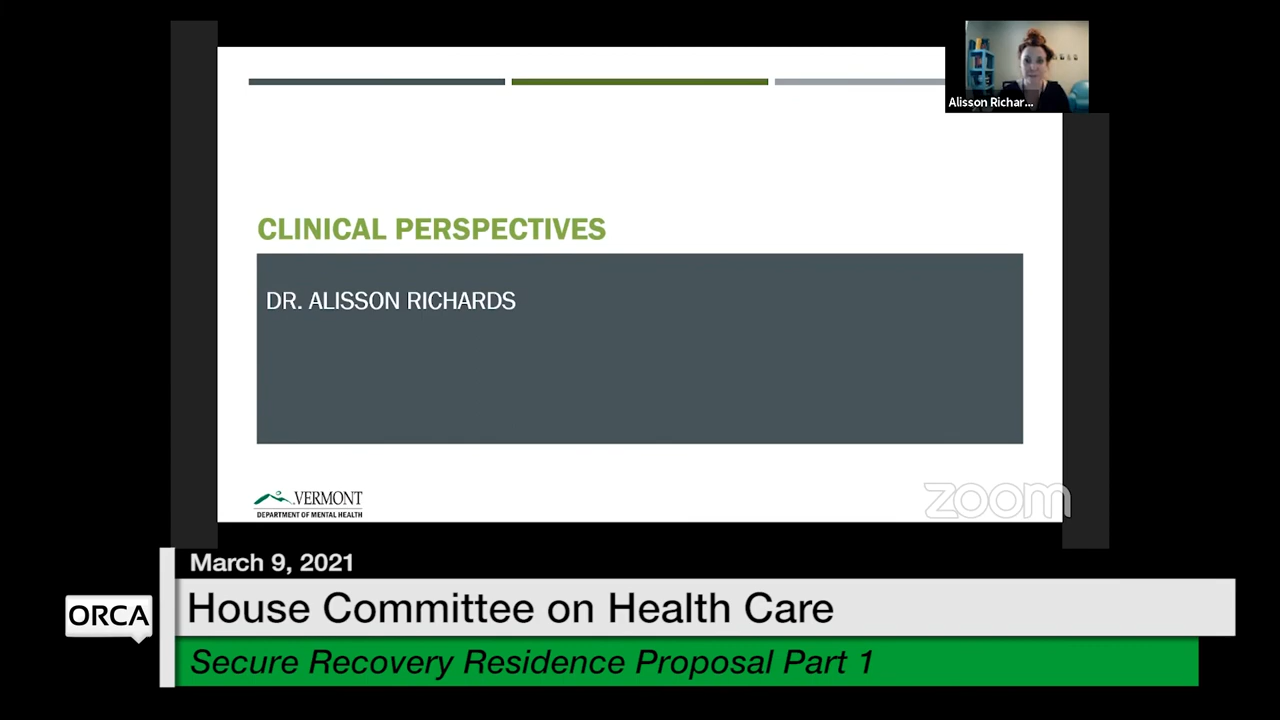 Alisson Richar...
CLINICAL PERSPECTIVES
DR. ALISSON RICHARDS
VERMONT
DEPARTMENT OF MENTAL HEALTH
zoom
March 9, 2021
ORCA
House Committee on Health Care
Secure Recovery Residence Proposal Part 1